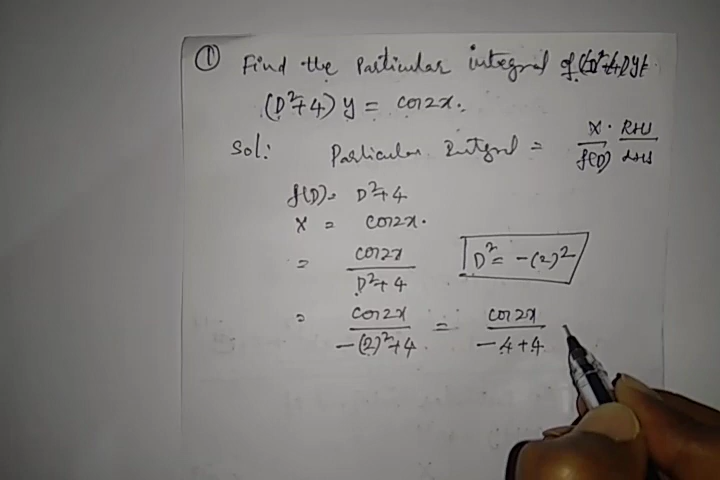 ① Find the Particular integral of
(D²+4) y = cos2x.
Sol: Particular Integral = X/f(D) · RHS/LHS
f(D) = D²+4
X = cos2x.
= cos2x/D²+4 D² = -(2)²
= cos2x/-(2)²+4 = cos2x/-4+4